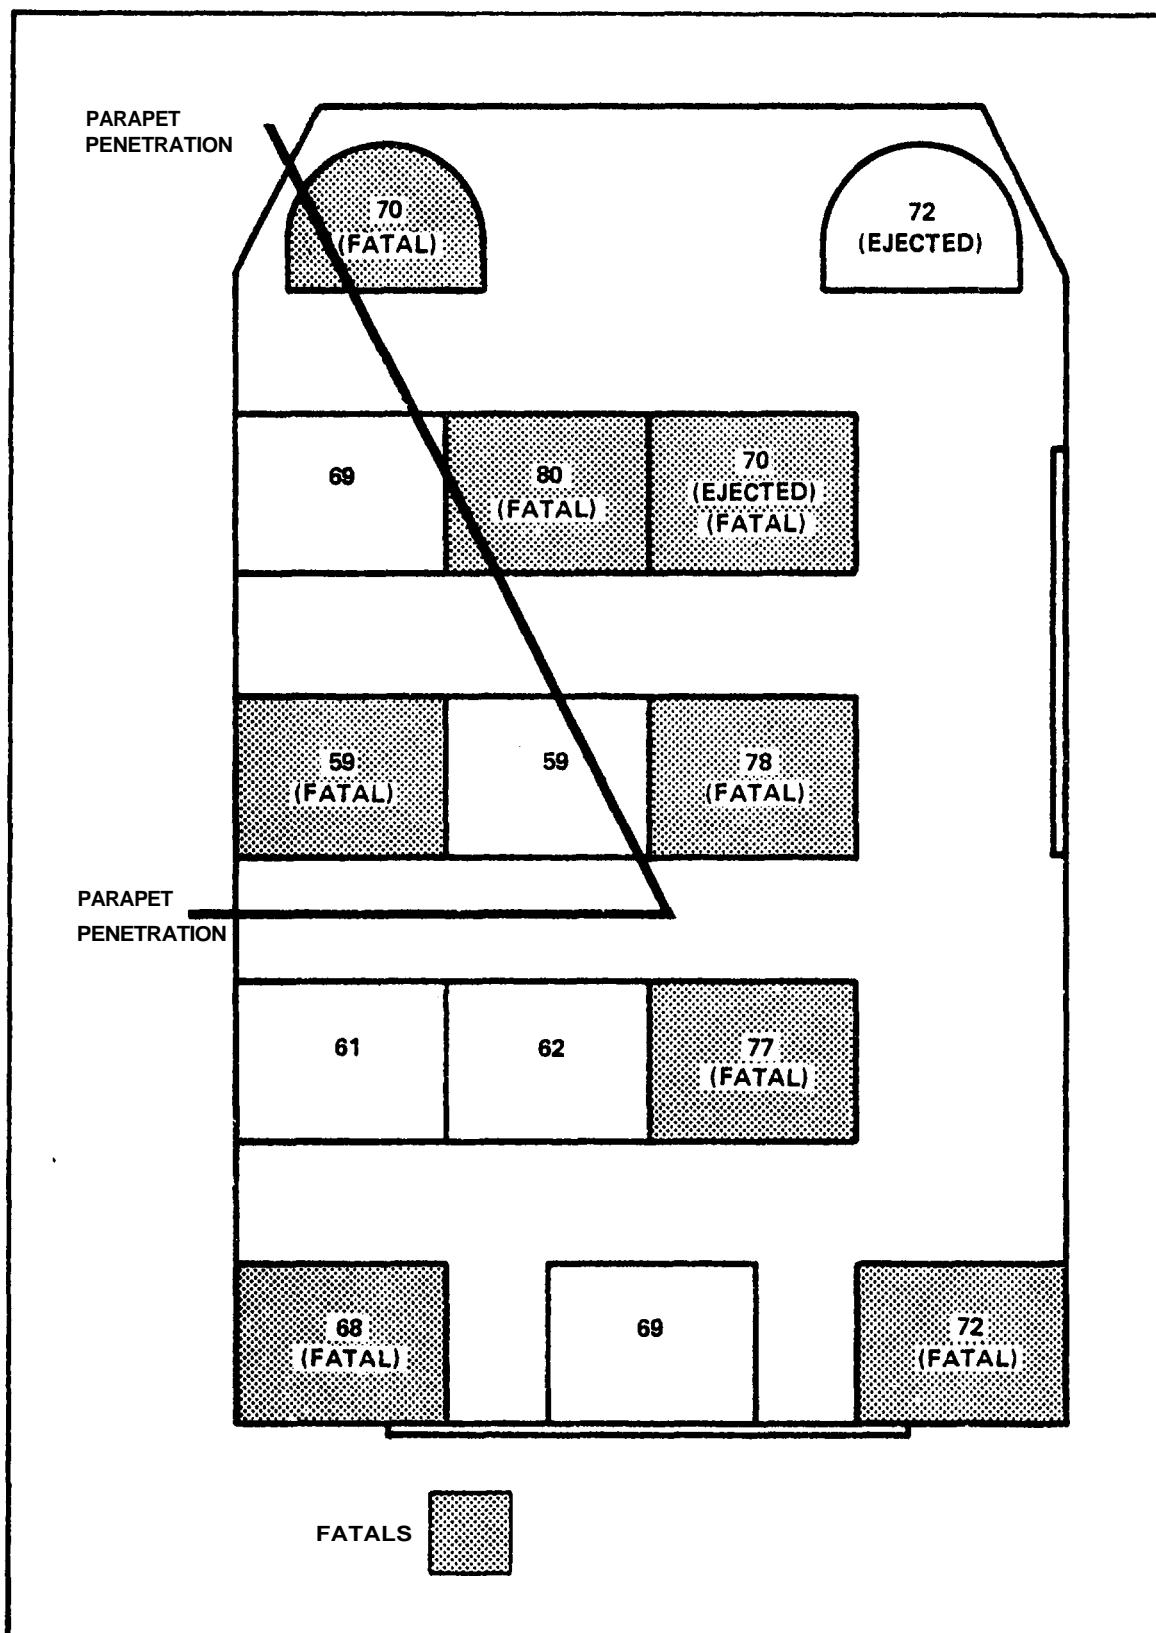 PARAPET
PENETRATION
70
(FATAL)
72
(EJECTED)
69
80
(FATAL)
70
(EJECTED)
(FATAL)
59
(FATAL)
59
78
(FATAL)
PARAPET
PENETRATION
61
62
77
(FATAL)
68
(FATAL)
69
72
(FATAL)
FATALS